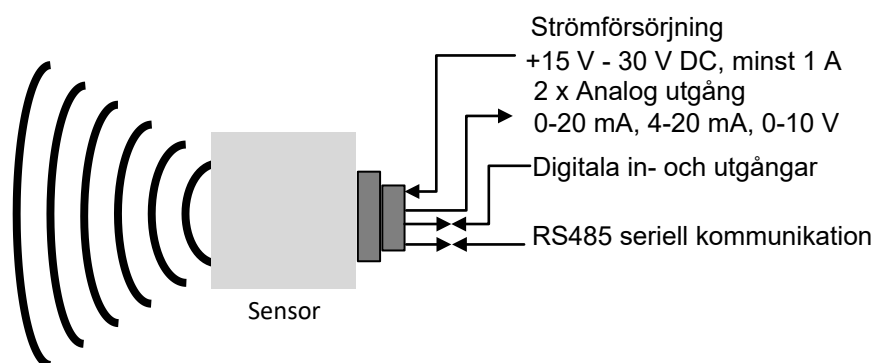 Strömförsörjning
+15 V - 30 V DC, minst 1 A
2 x Analog utgång
0-20 mA, 4-20 mA, 0-10 V
Digitala in- och utgångar
RS485 seriell kommunikation
Sensor